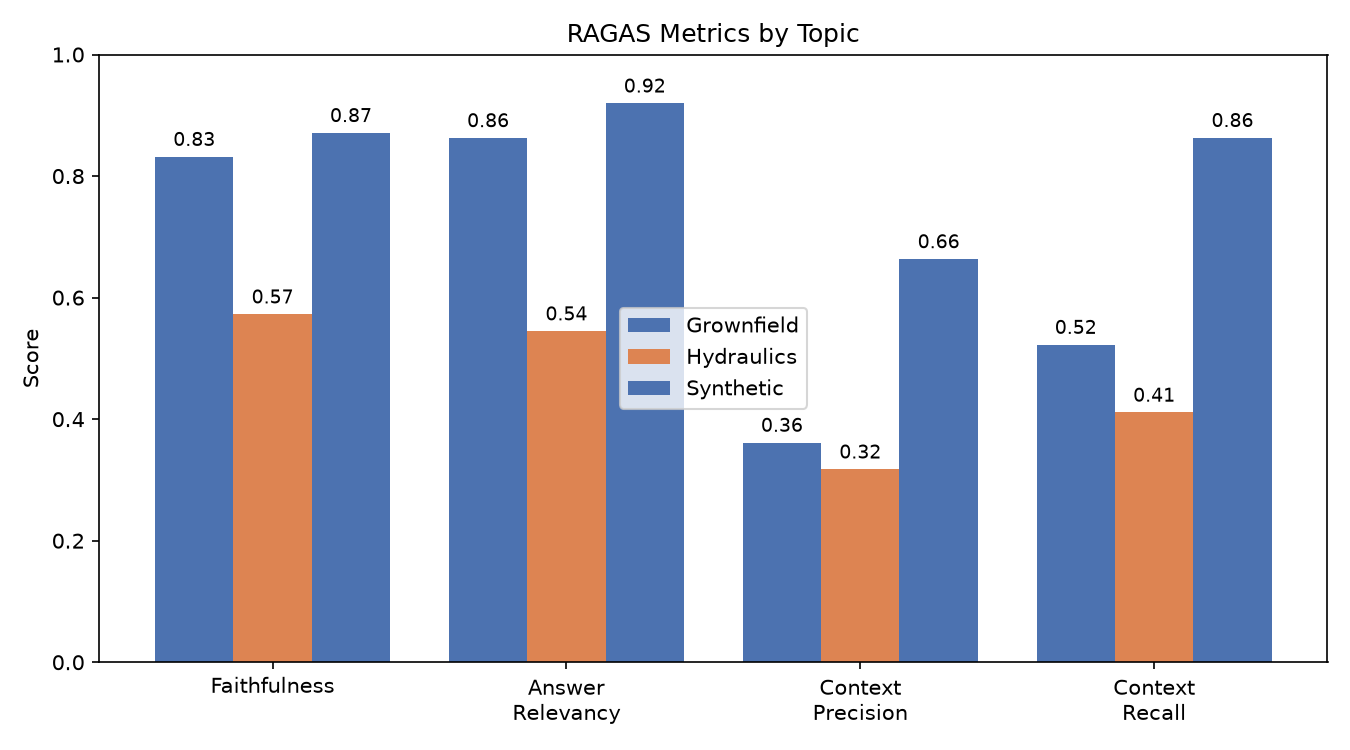 RAGAS Metrics by Topic
1.0
0.8
0.6
0.4
0.2
0.0
Score
0.83
0.57
0.87
0.86
0.54
0.92
0.36
0.32
0.66
0.52
0.41
0.86
Grownfield
Hydraulics
Synthetic
Faithfulness
Answer
Relevancy
Context
Precision
Context
Recall